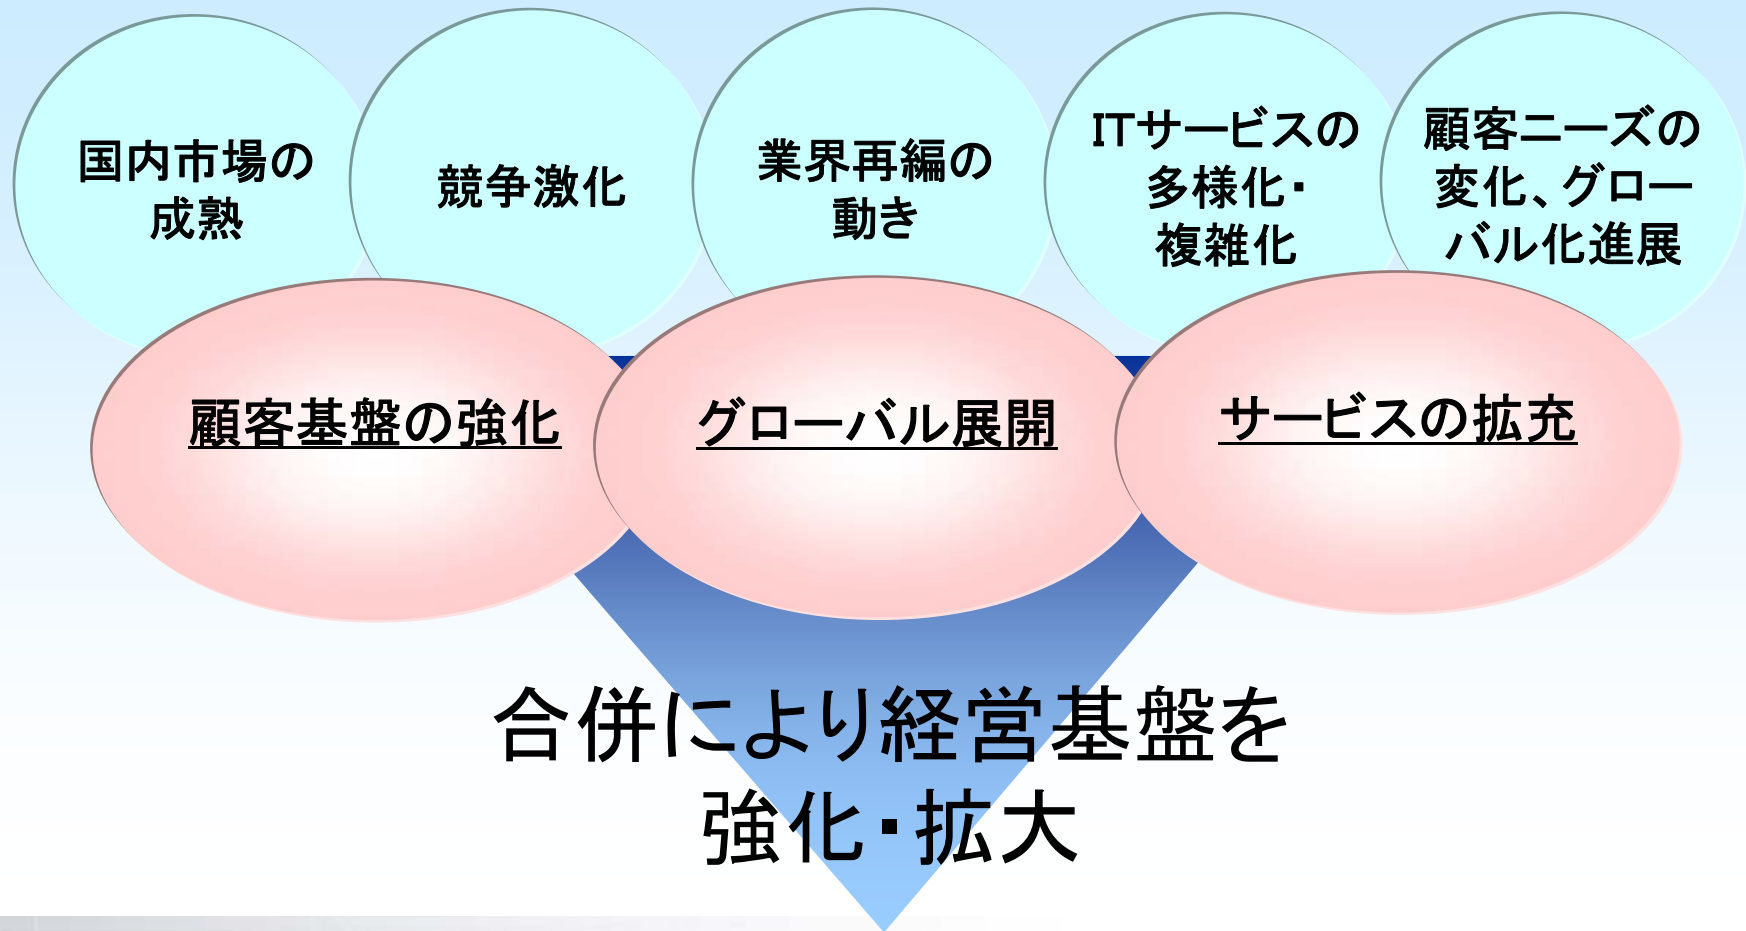 国内市場の
成熟
競争激化
業界再編の
動き
ITサービスの
多様化・
複雑化
顧客ニーズの
変化、グロー
バル化進展
顧客基盤の強化
グローバル展開
サービスの拡充
合併により経営基盤を
強化・拡大